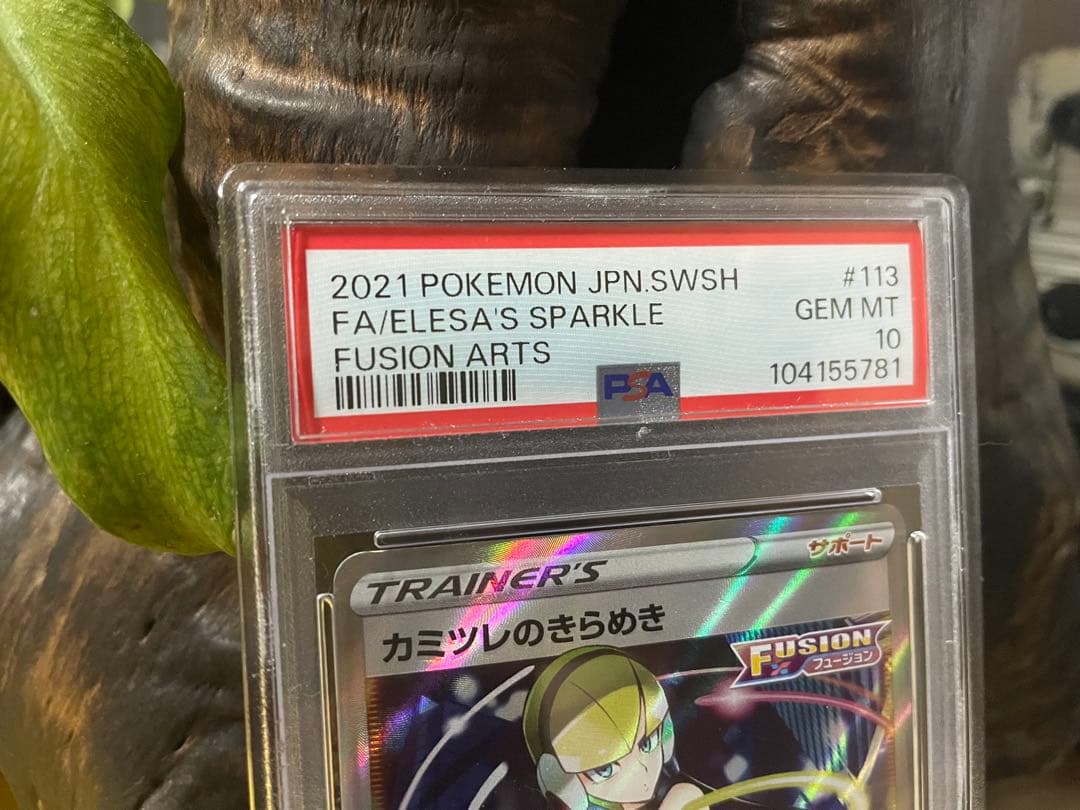 2021 POKEMON JPN.SWSH #113
FA/ELESA'S SPARKLE GEM MT
FUSION ARTS 10
PSA 104155781
TRAINER'S サポート
カミツレのきらめき
FUSION
フュージョン